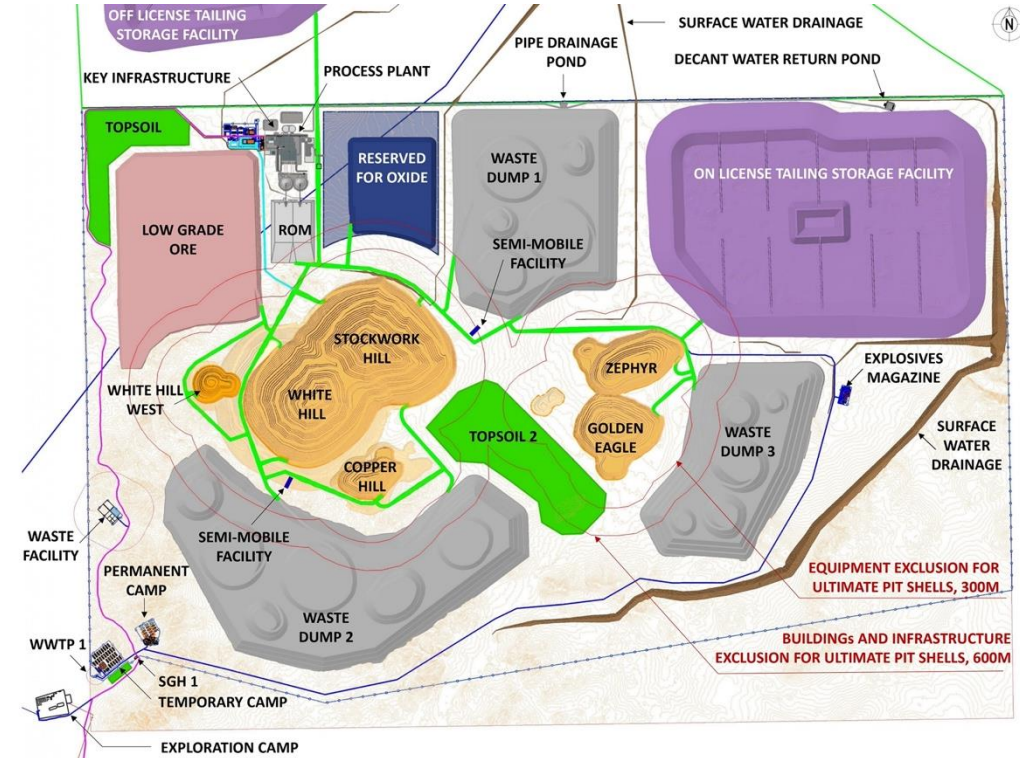 OFF LICENSE TAILING
STORAGE FACILITY
SURFACE WATER DRAINAGE
N
PIPE DRAINAGE
POND
DECANT WATER RETURN POND
KEY INFRASTRUCTURE
PROCESS PLANT
TOPSOIL
RESERVED
FOR OXIDE
WASTE
DUMP 1
ON LICENSE TAILING STORAGE FACILITY
LOW GRADE
ORE
ROM
SEMI-MOBILE
FACILITY
STOCKWORK
HILL
ZEPHYR
EXPLOSIVES
MAGAZINE
WHITE HILL
WEST
WHITE
HILL
TOPSOIL 2
GOLDEN
EAGLE
WASTE
DUMP 3
SURFACE
WATER
DRAINAGE
COPPER
HILL
WASTE
FACILITY
SEMI-MOBILE
FACILITY
PERMANENT
CAMP
EQUIPMENT EXCLUSION FOR
ULTIMATE PIT SHELLS, 300M
WASTE
DUMP 2
BUILDINGs AND INFRASTRUCTURE
EXCLUSION FOR ULTIMATE PIT SHELLS, 600M
WWTP 1
SGH 1
TEMPORARY CAMP
EXPLORATION CAMP